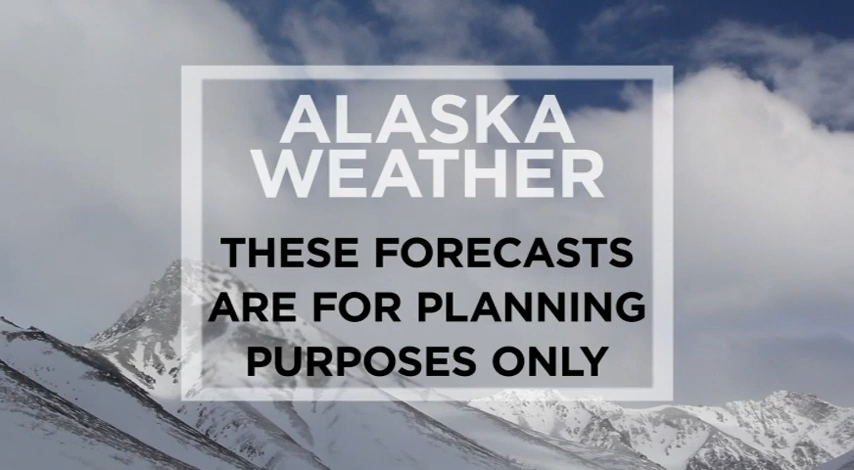 ALASKA
WEATHER
THESE FORECASTS
ARE FOR PLANNING
PURPOSES ONLY